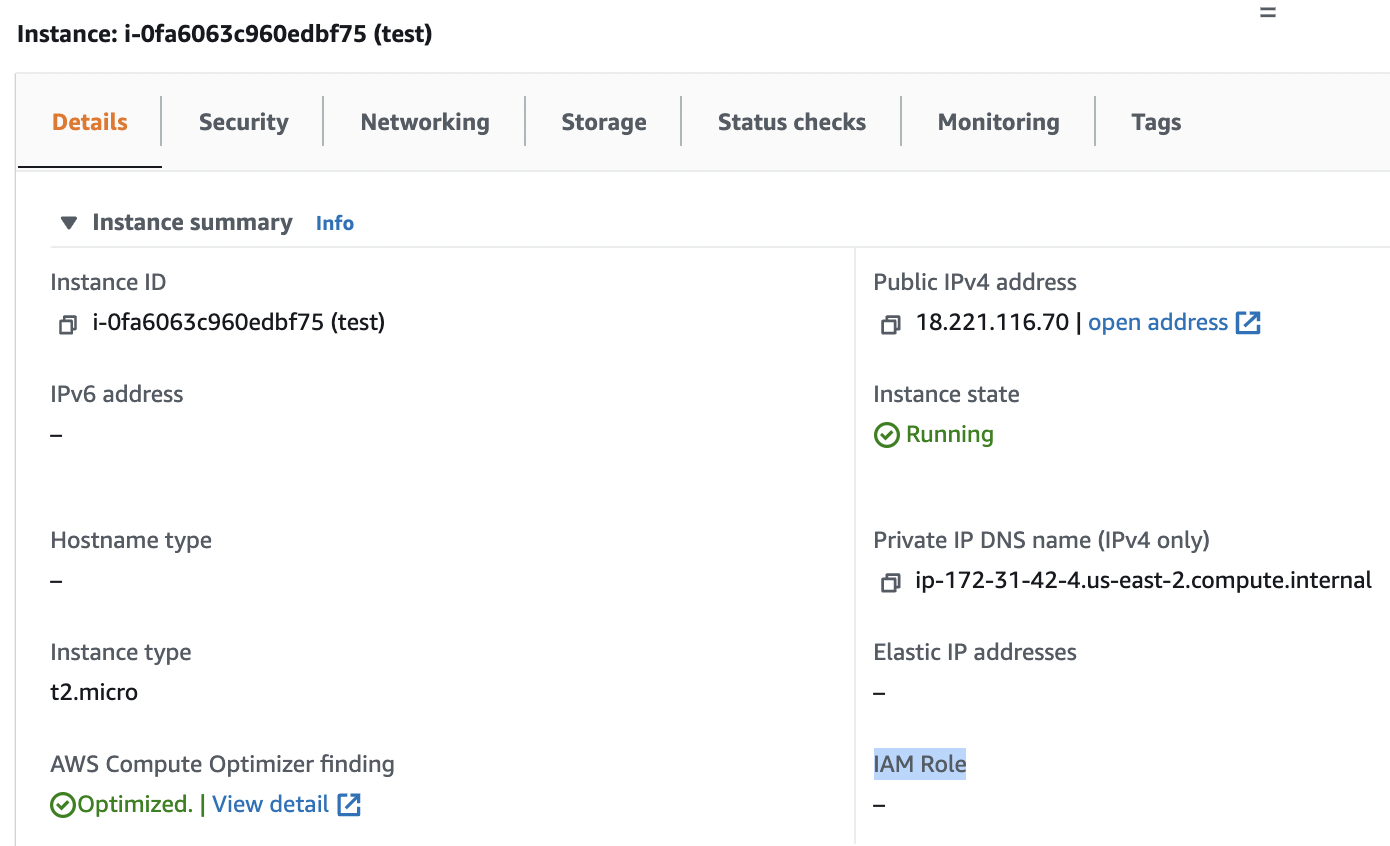 Instance: i-0fa6063c960edbf75 (test)
Details
Security
Networking
Storage
Status checks
Monitoring
Tags
Instance summary Info
Instance ID
i-0fa6063c960edbf75 (test)
IPv6 address
–
Hostname type
–
Instance type
t2.micro
AWS Compute Optimizer finding
Optimized. | View detail
Public IPv4 address
18.221.116.70 | open address
Instance state
Running
Private IP DNS name (IPv4 only)
ip-172-31-42-4.us-east-2.compute.internal
Elastic IP addresses
–
IAM Role
–